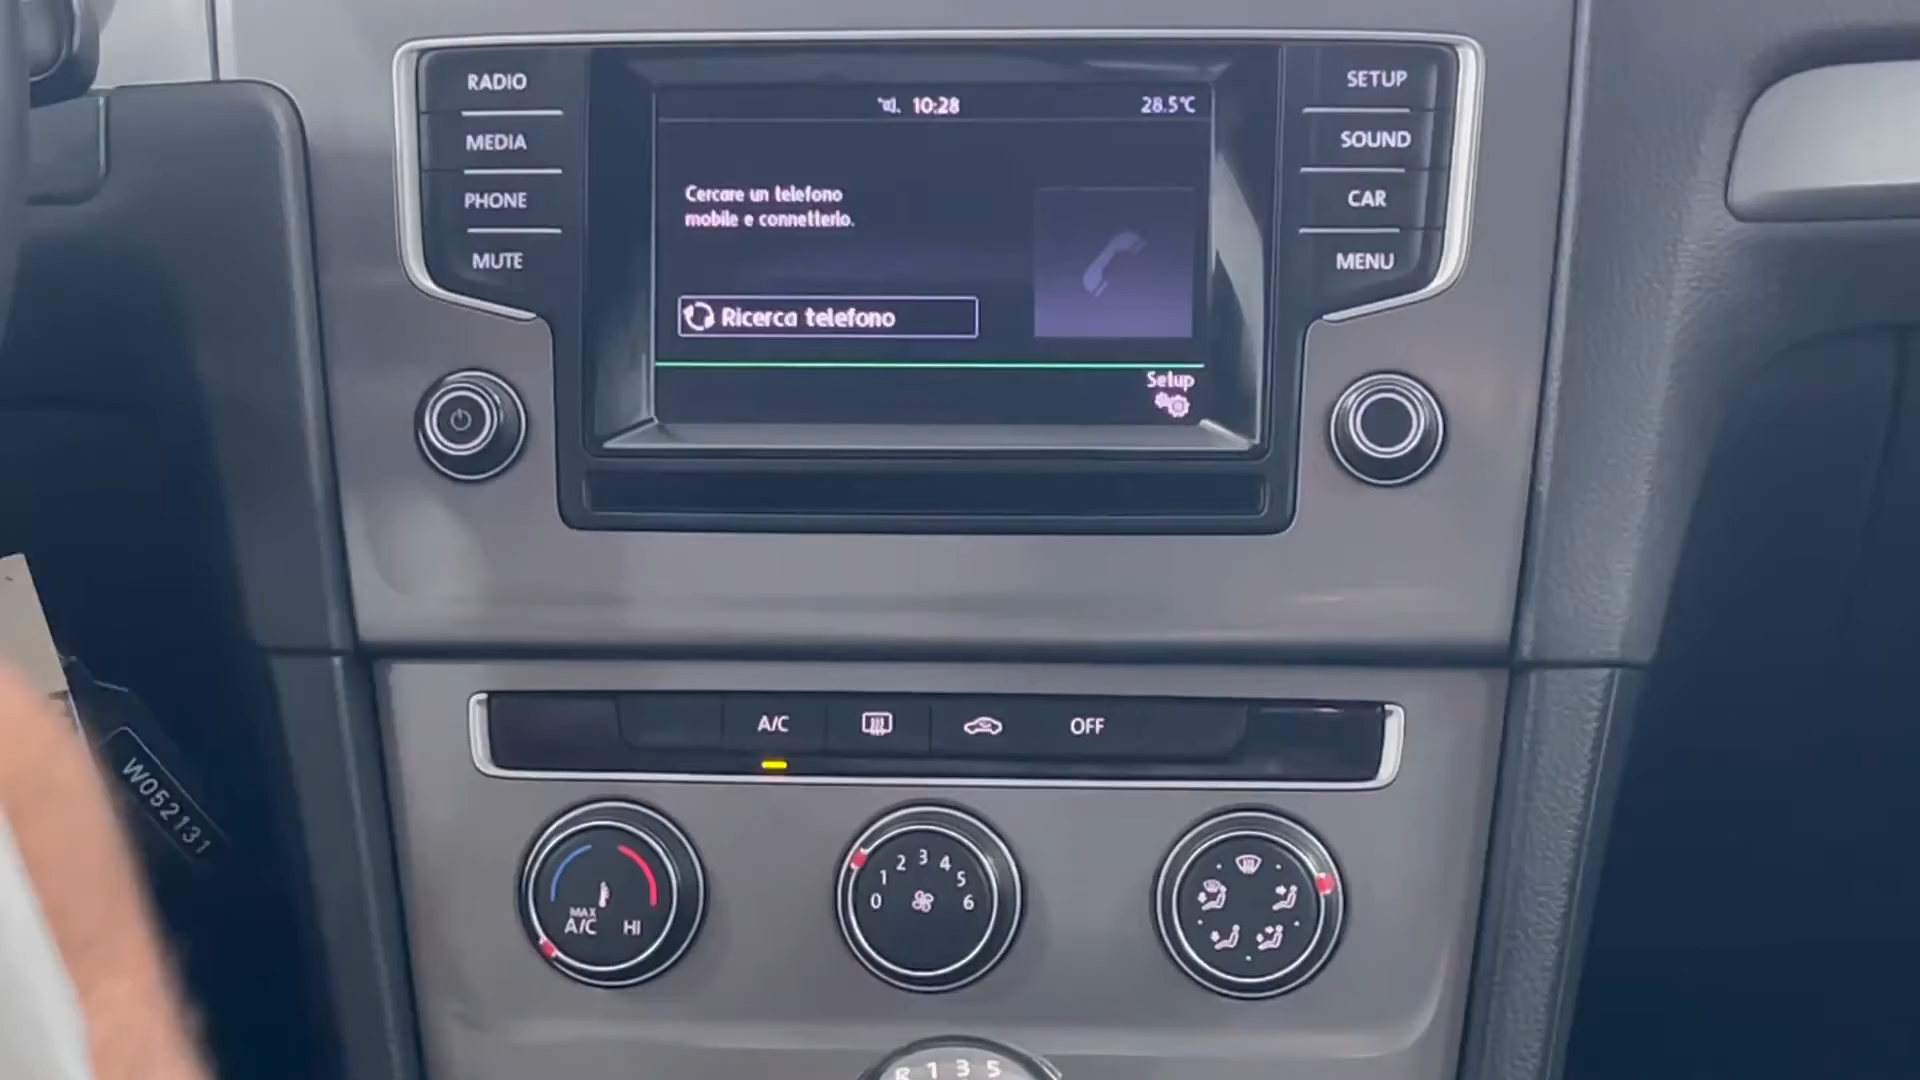 RADIO
MEDIA
PHONE
MUTE
10:28
28.5°C
Cercare un telefono
mobile e connetterlo.
Ricerca telefono
Setup
SETUP
SOUND
CAR
MENU
A/C
OFF
MAX
A/C
HI
0 1 2 3 4 5 6
W052131
R 1 3 5